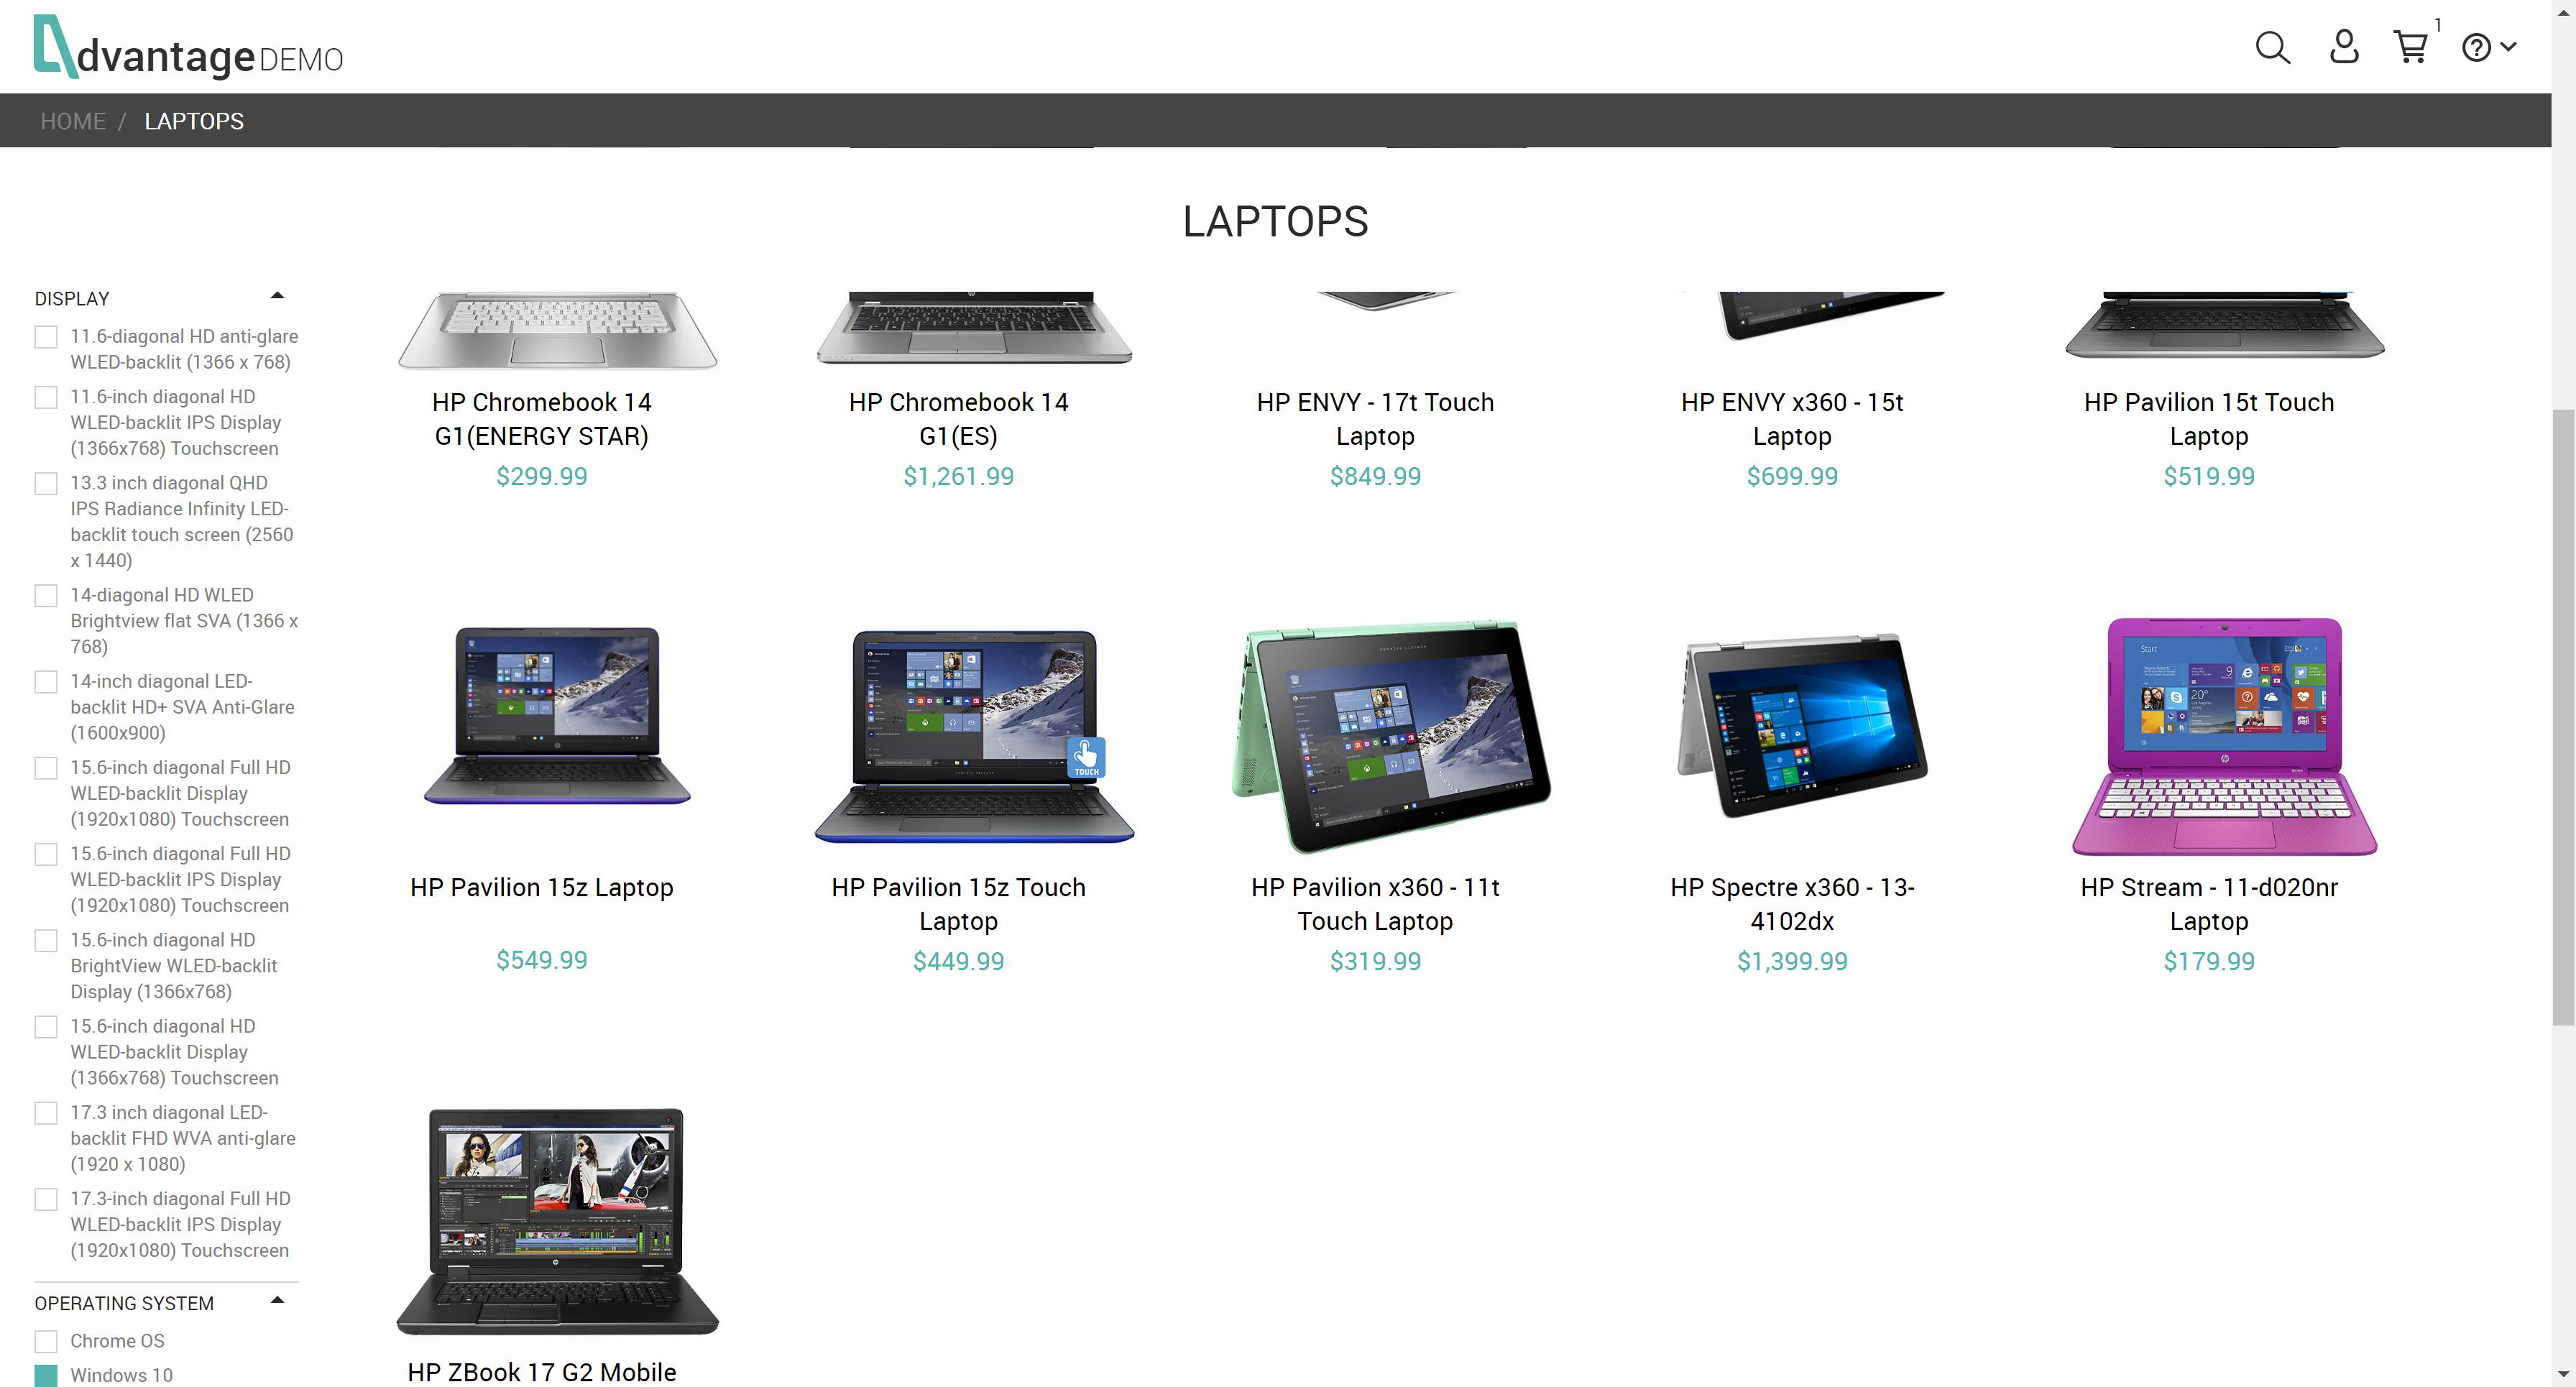 dvantage DEMO
1
HOME / LAPTOPS
LAPTOPS
DISPLAY
11.6-diagonal HD anti-glare
WLED-backlit (1366 x 768)
11.6-inch diagonal HD
WLED-backlit IPS Display
(1366x768) Touchscreen
13.3 inch diagonal QHD
IPS Radiance Infinity LED-
backlit touch screen (2560
x 1440)
14-diagonal HD WLED
Brightview flat SVA (1366 x
768)
14-inch diagonal LED-
backlit HD+ SVA Anti-Glare
(1600x900)
15.6-inch diagonal Full HD
WLED-backlit Display
(1920x1080) Touchscreen
15.6-inch diagonal Full HD
WLED-backlit IPS Display
(1920x1080) Touchscreen
15.6-inch diagonal HD
BrightView WLED-backlit
Display (1366x768)
15.6-inch diagonal HD
WLED-backlit Display
(1366x768) Touchscreen
17.3 inch diagonal LED-
backlit FHD WVA anti-glare
(1920 x 1080)
17.3-inch diagonal Full HD
WLED-backlit IPS Display
(1920x1080) Touchscreen
OPERATING SYSTEM
Chrome OS
Windows 10
HP Chromebook 14
G1(ENERGY STAR)
$299.99
HP Chromebook 14
G1(ES)
$1,261.99
HP ENVY - 17t Touch
Laptop
$849.99
HP ENVY x360 - 15t
Laptop
$699.99
HP Pavilion 15t Touch
Laptop
$519.99
HP Pavilion 15z Laptop
$549.99
TOUCH
HP Pavilion 15z Touch
Laptop
$449.99
HP Pavilion x360 - 11t
Touch Laptop
$319.99
HP Spectre x360 - 13-
4102dx
$1,399.99
Start
9
20°
HP Stream - 11-d020nr
Laptop
$179.99
HP ZBook 17 G2 Mobile